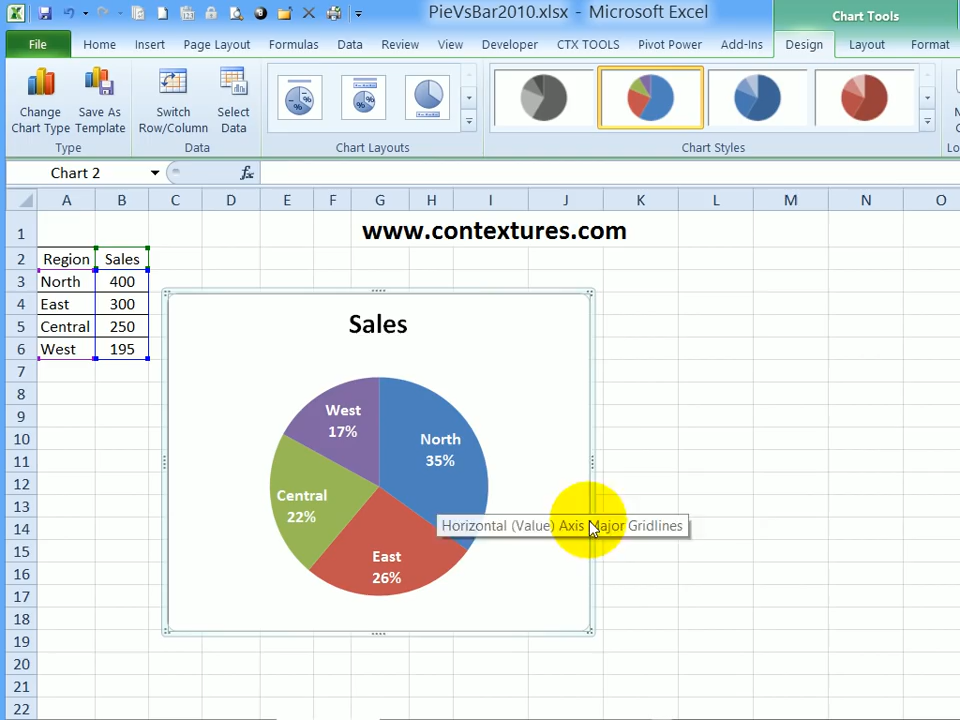 PieVsBar2010.xlsx - Microsoft Excel
Chart Tools
File Home Insert Page Layout Formulas Data Review View Developer CTX TOOLS Pivot Power Add-Ins Design Layout Format
Change Chart Type
Save As Template
Switch Row/Column
Select Data
Type Data Chart Layouts Chart Styles
Chart 2 fx
A B C D E F G H I J K L M N O
1 www.contextures.com
2 Region Sales
3 North 400
4 East 300
5 Central 250
6 West 195
7
8
9
10
11
12
13
14
15
16
17
18
19
20
21
22
Sales
West
17%
North
35%
Central
22%
Horizontal (Value) Axis Major Gridlines
East
26%